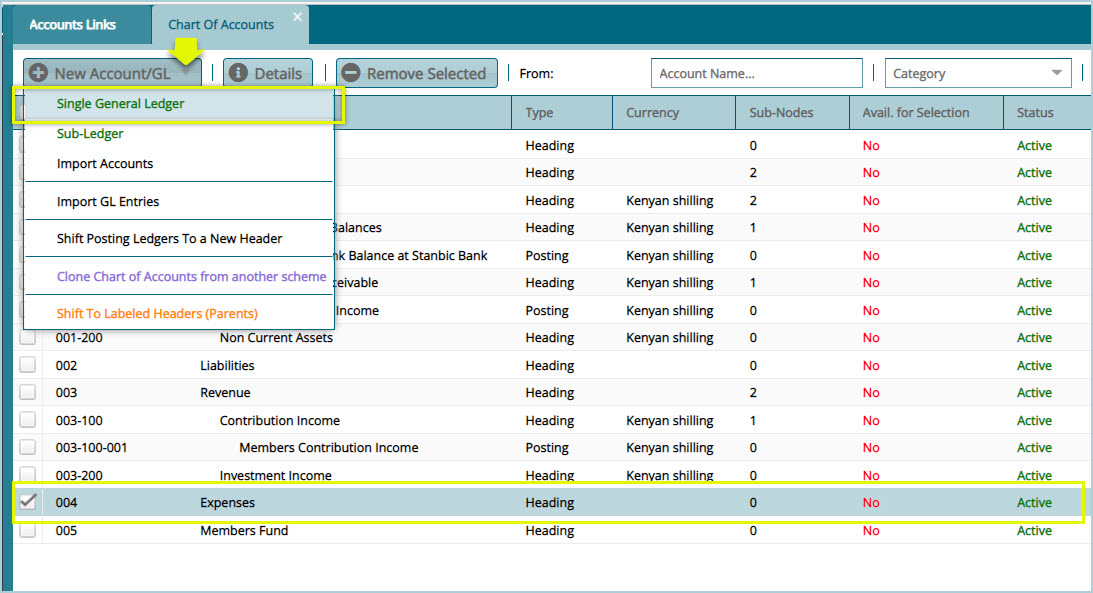 Accounts Links Chart Of Accounts
New Account/GL Details Remove Selected From: Account Name... Category
Single General Ledger
Type Currency Sub-Nodes Avail. for Selection Status
Sub-Ledger
Heading 0 No Active
Import Accounts
Heading 2 No Active
Import GL Entries
Heading Kenyan shilling 2 No Active
Balances Heading Kenyan shilling 1 No Active
Shift Posting Ledgers To a New Header
nk Balance at Stanbic Bank Posting Kenyan shilling 0 No Active
Clone Chart of Accounts from another scheme
ceivable Heading Kenyan shilling 1 No Active
Shift To Labeled Headers (Parents)
Income Posting Kenyan shilling 0 No Active
001-200 Non Current Assets Heading Kenyan shilling 0 No Active
002 Liabilities Heading 0 No Active
003 Revenue Heading 2 No Active
003-100 Contribution Income Heading Kenyan shilling 1 No Active
003-100-001 Members Contribution Income Posting Kenyan shilling 0 No Active
003-200 Investment Income Heading Kenyan shilling 0 No Active
004 Expenses Heading 0 No Active
005 Members Fund Heading 0 No Active